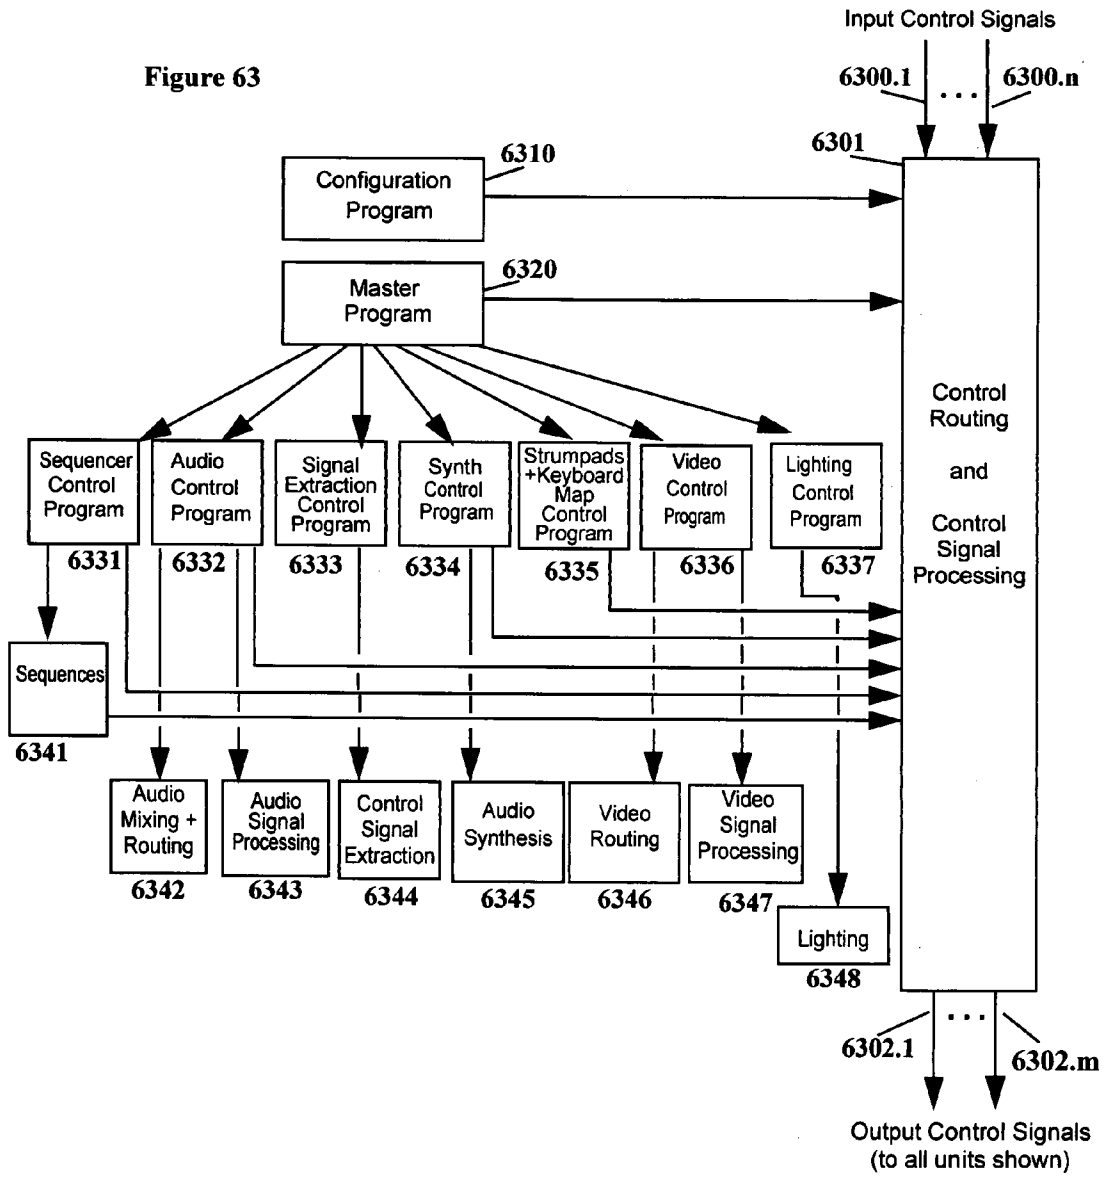 Input Control Signals
Figure 63
6300.1
. . .
6300.n
6301
6310
Configuration
Program
6320
Master
Program
Control
Routing
and
Control
Signal
Processing
Sequencer
Control
Program
Audio
Control
Program
Signal
Extraction
Control
Program
Synth
Control
Program
Strumpads
+Keyboard
Map
Control
Program
Video
Control
Program
Lighting
Control
Program
6331
6332
6333
6334
6335
6336
6337
Sequences
6341
Audio
Mixing +
Routing
Audio
Signal
Processing
Control
Signal
Extraction
Audio
Synthesis
Video
Routing
Video
Signal
Processing
6342
6343
6344
6345
6346
6347
Lighting
6348
6302.1
. . .
6302.m
Output Control Signals
(to all units shown)